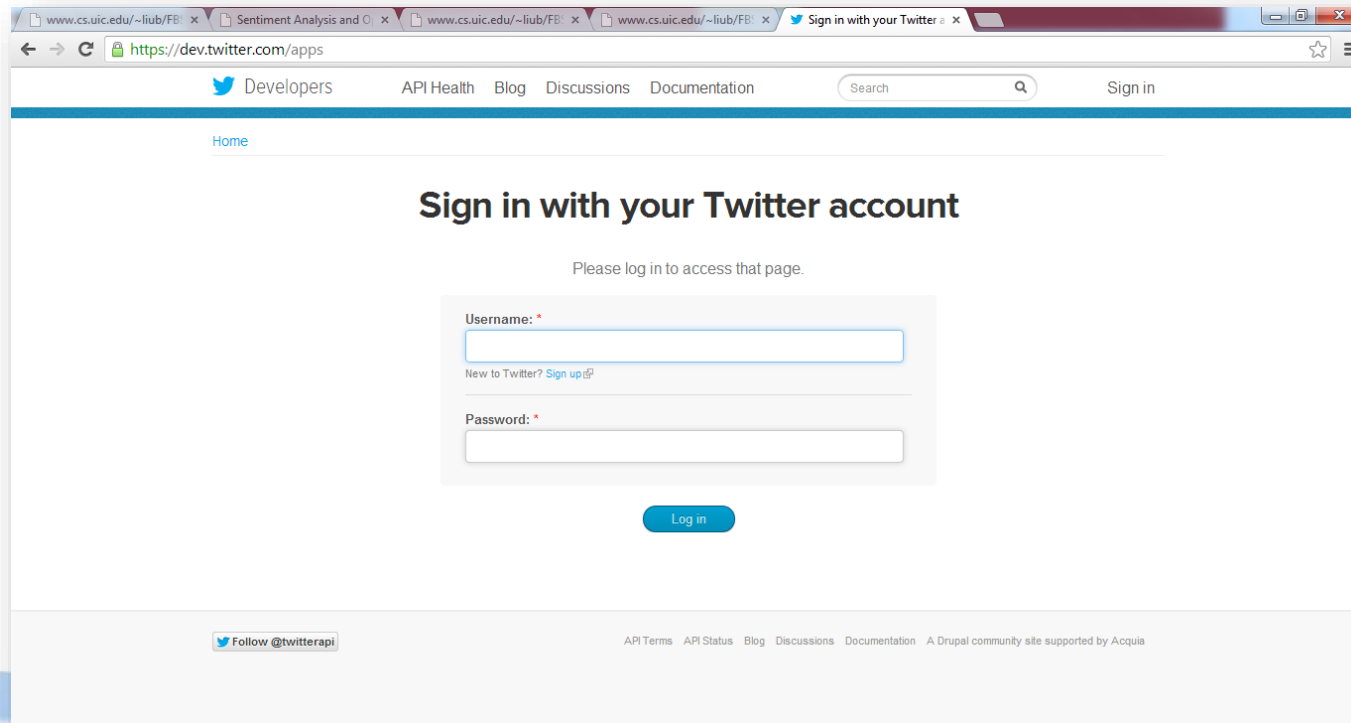 www.cs.uic.edu/~liub/FBS Sentiment Analysis and O www.cs.uic.edu/~liub/FBS www.cs.uic.edu/~liub/FBS Sign in with your Twitter a
https://dev.twitter.com/apps
Developers API Health Blog Discussions Documentation Search Sign in
Home
Sign in with your Twitter account
Please log in to access that page.
Username: *
New to Twitter? Sign up
Password: *
Log in
Follow @twitterapi API Terms API Status Blog Discussions Documentation A Drupal community site supported by Acquia